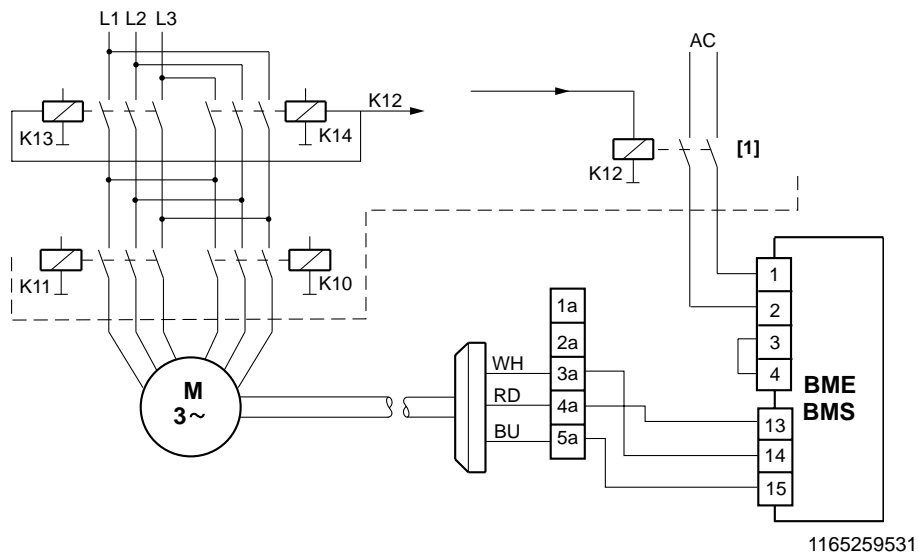 L1 L2 L3
AC
K13
K14
K12
K12
[1]
K11
K10
1
2
3
4
BME
BMS
1a
2a
3a
4a
5a
WH
RD
BU
13
14
15
M
3~
1165259531